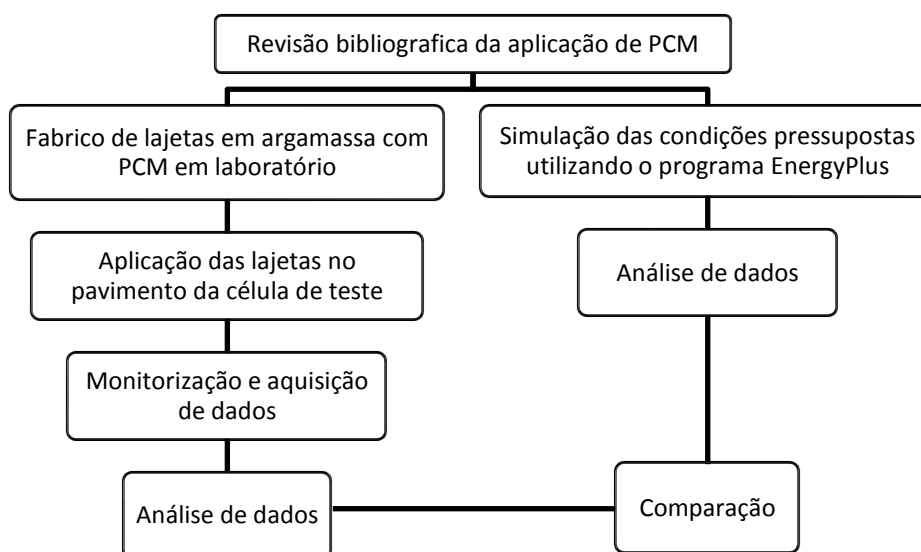 Revisão bibliografica da aplicação de PCM
Fabrico de lajetas em argamassa com
PCM em laboratório
Simulação das condições pressupostas
utilizando o programa EnergyPlus
Aplicação das lajetas no
pavimento da célula de teste
Análise de dados
Monitorização e aquisição
de dados
Análise de dados
Comparação